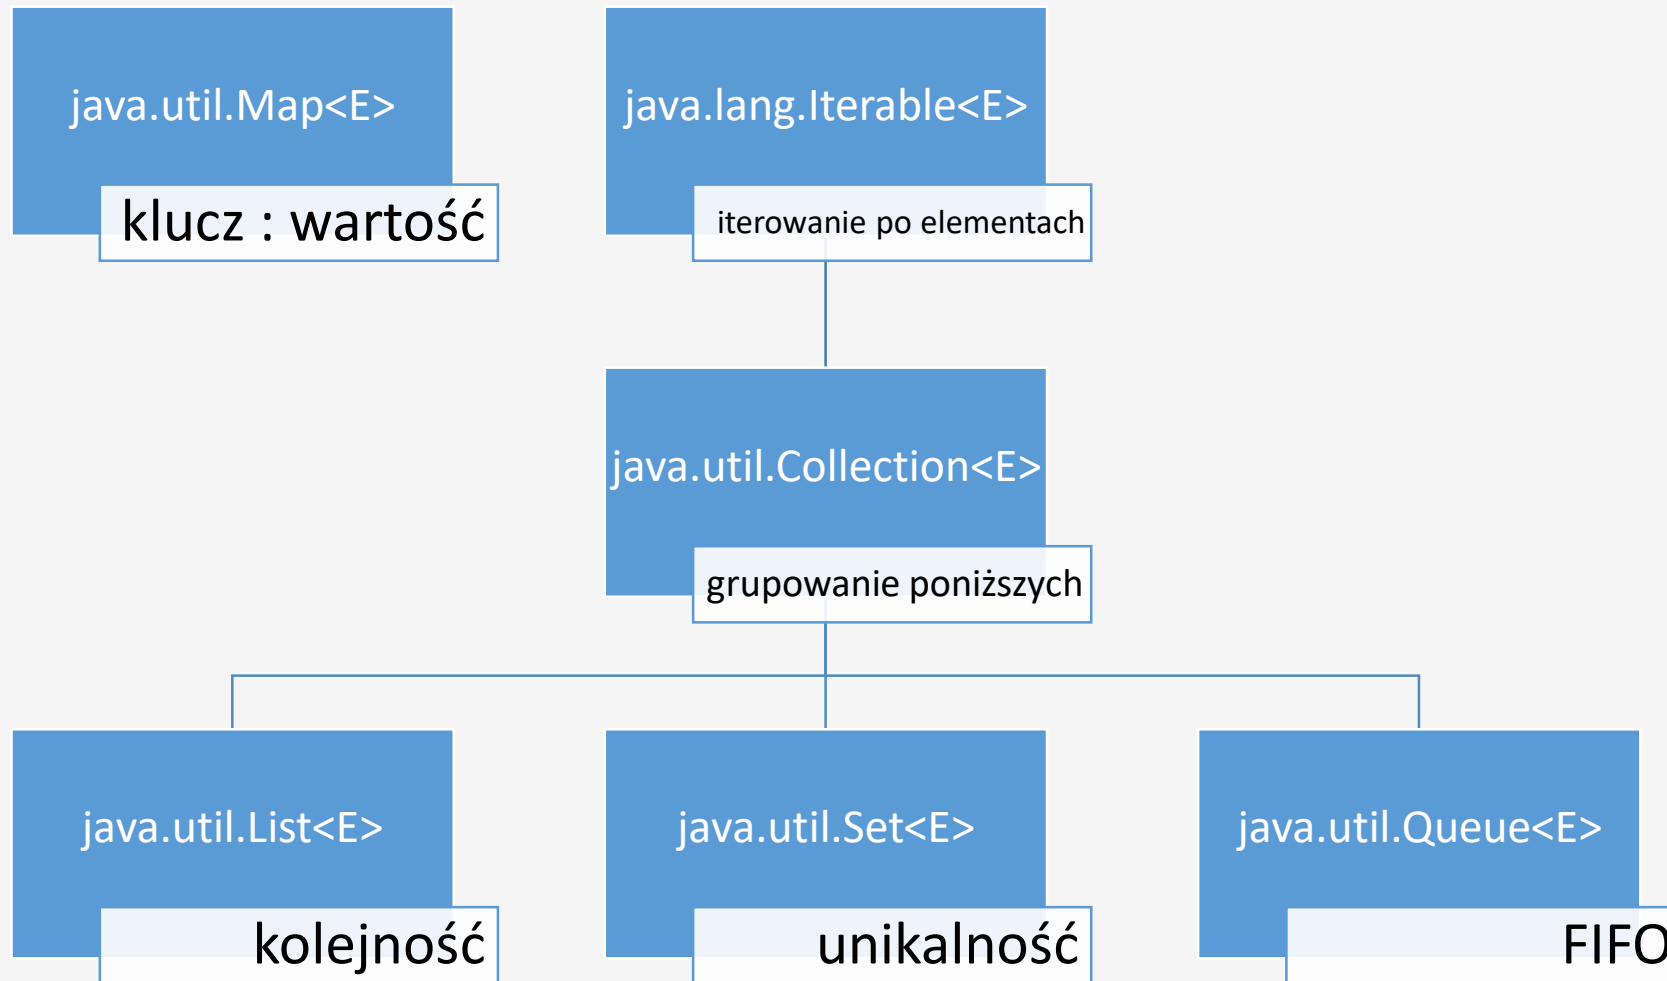 java.util.Map<E>
klucz : wartość
java.lang.Iterable<E>
iterowanie po elementach
java.util.Collection<E>
grupowanie poniższych
java.util.List<E>
kolejność
java.util.Set<E>
unikalność
java.util.Queue<E>
FIFO